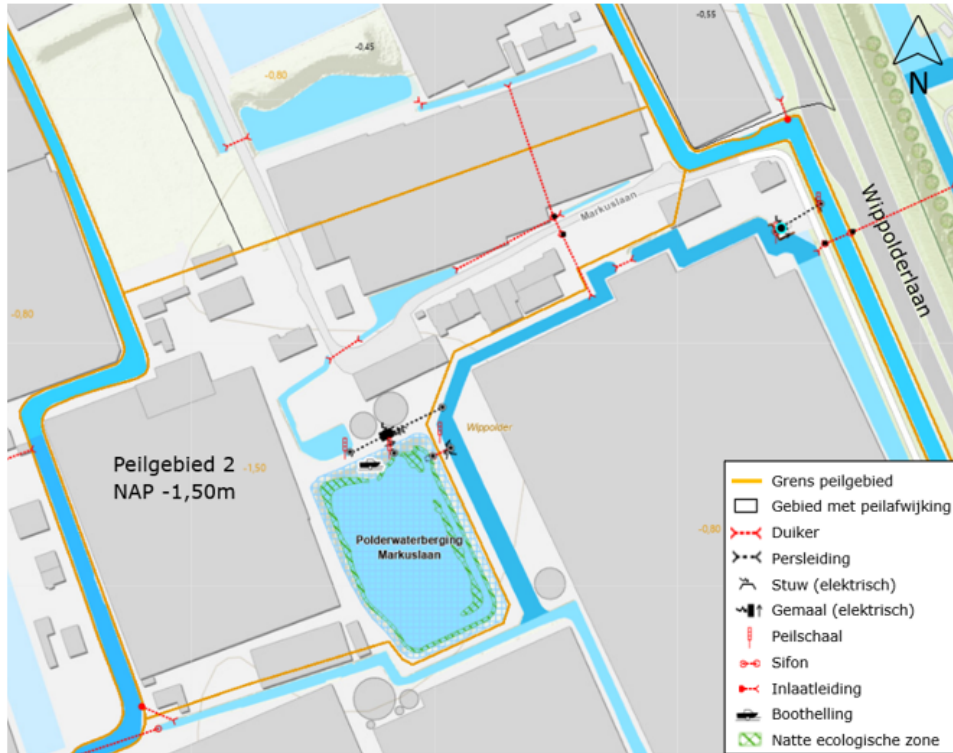 -0,55
-0,45
-0,80
N
Markuslaan
Wippolderlaan
-0,80
Wippolder
Peilgebied 2
-1,50
NAP -1,50m
-0,80
Polderwaterberging
Markuslaan
Grens peilgebied
Gebied met peilafwijking
Duiker
Persleiding
Stuw (elektrisch)
Gemaal (elektrisch)
Peilschaal
Sifon
Inlaatleiding
Boothelling
Natte ecologische zone